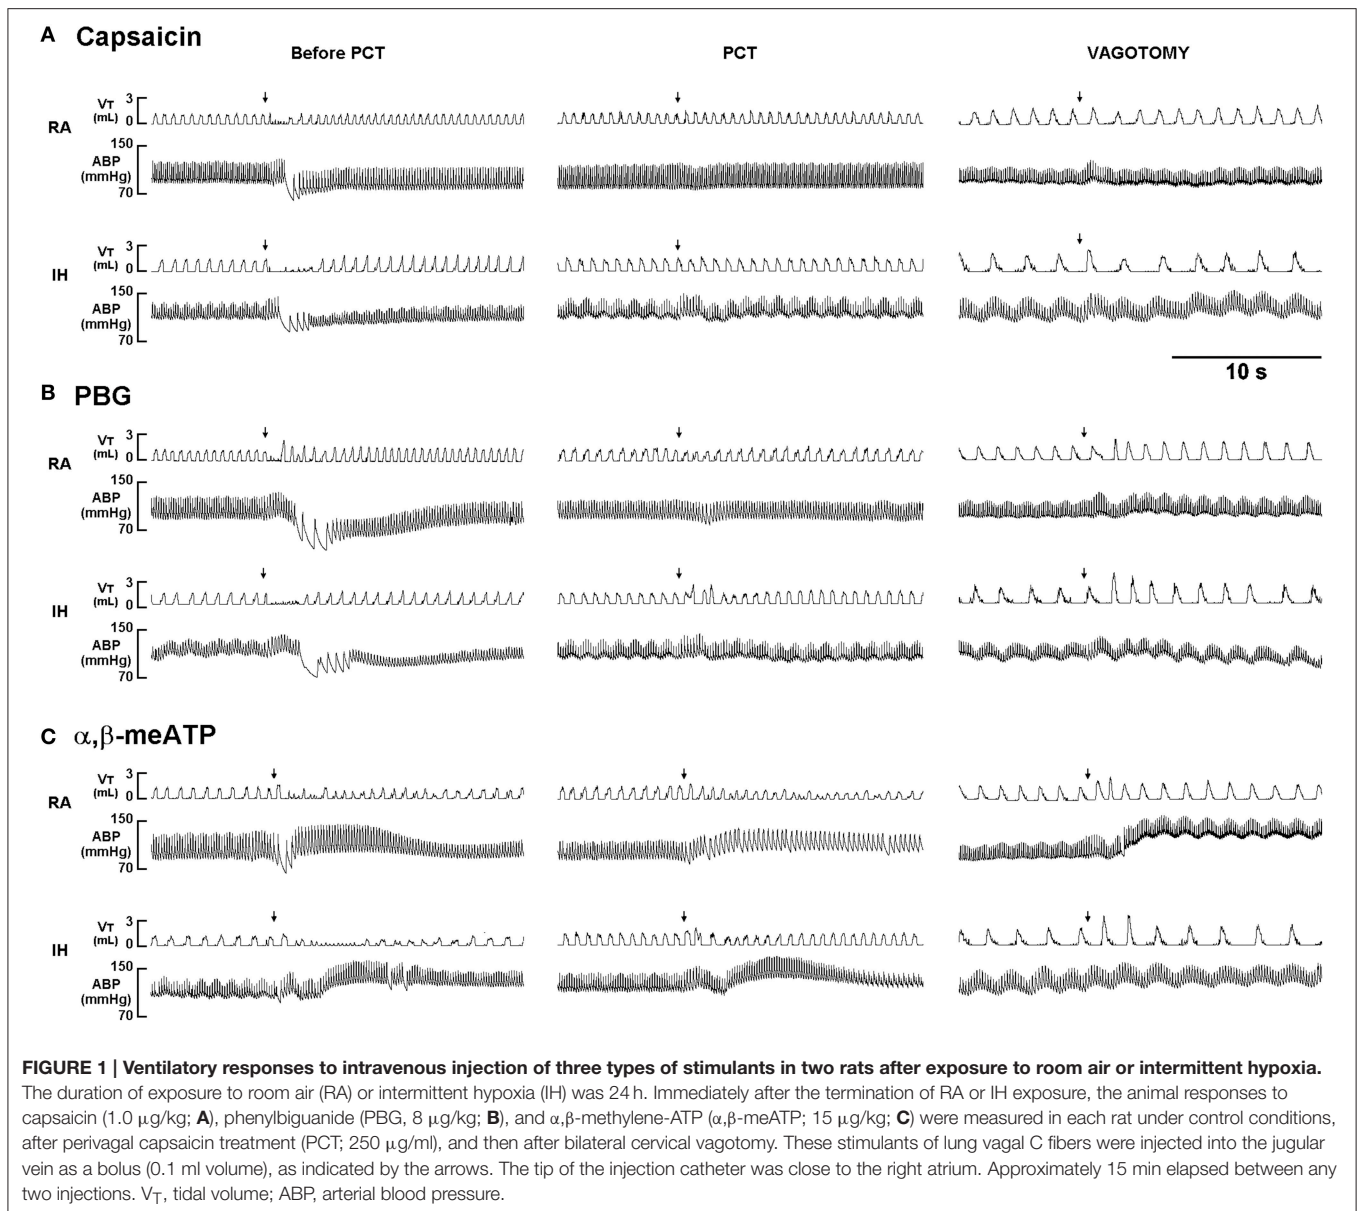 A Capsaicin
Before PCT PCT VAGOTOMY
RA
VT
(mL)
3
0
ABP
(mmHg)
150
70
IH
VT
(mL)
3
0
ABP
(mmHg)
150
70
10 s
B PBG
RA
VT
(mL)
3
0
ABP
(mmHg)
150
70
IH
VT
(mL)
3
0
ABP
(mmHg)
150
70
C α,β-meATP
RA
VT
(mL)
3
0
ABP
(mmHg)
150
70
IH
VT
(mL)
3
0
ABP
(mmHg)
150
70
FIGURE 1 | Ventilatory responses to intravenous injection of three types of stimulants in two rats after exposure to room air or intermittent hypoxia.
The duration of exposure to room air (RA) or intermittent hypoxia (IH) was 24 h. Immediately after the termination of RA or IH exposure, the animal responses to
capsaicin (1.0 μg/kg; A), phenylbiguanide (PBG, 8 μg/kg; B), and α,β-methylene-ATP (α,β-meATP; 15 μg/kg; C) were measured in each rat under control conditions,
after perivagal capsaicin treatment (PCT; 250 μg/ml), and then after bilateral cervical vagotomy. These stimulants of lung vagal C fibers were injected into the jugular
vein as a bolus (0.1 ml volume), as indicated by the arrows. The tip of the injection catheter was close to the right atrium. Approximately 15 min elapsed between any
two injections. VT, tidal volume; ABP, arterial blood pressure.